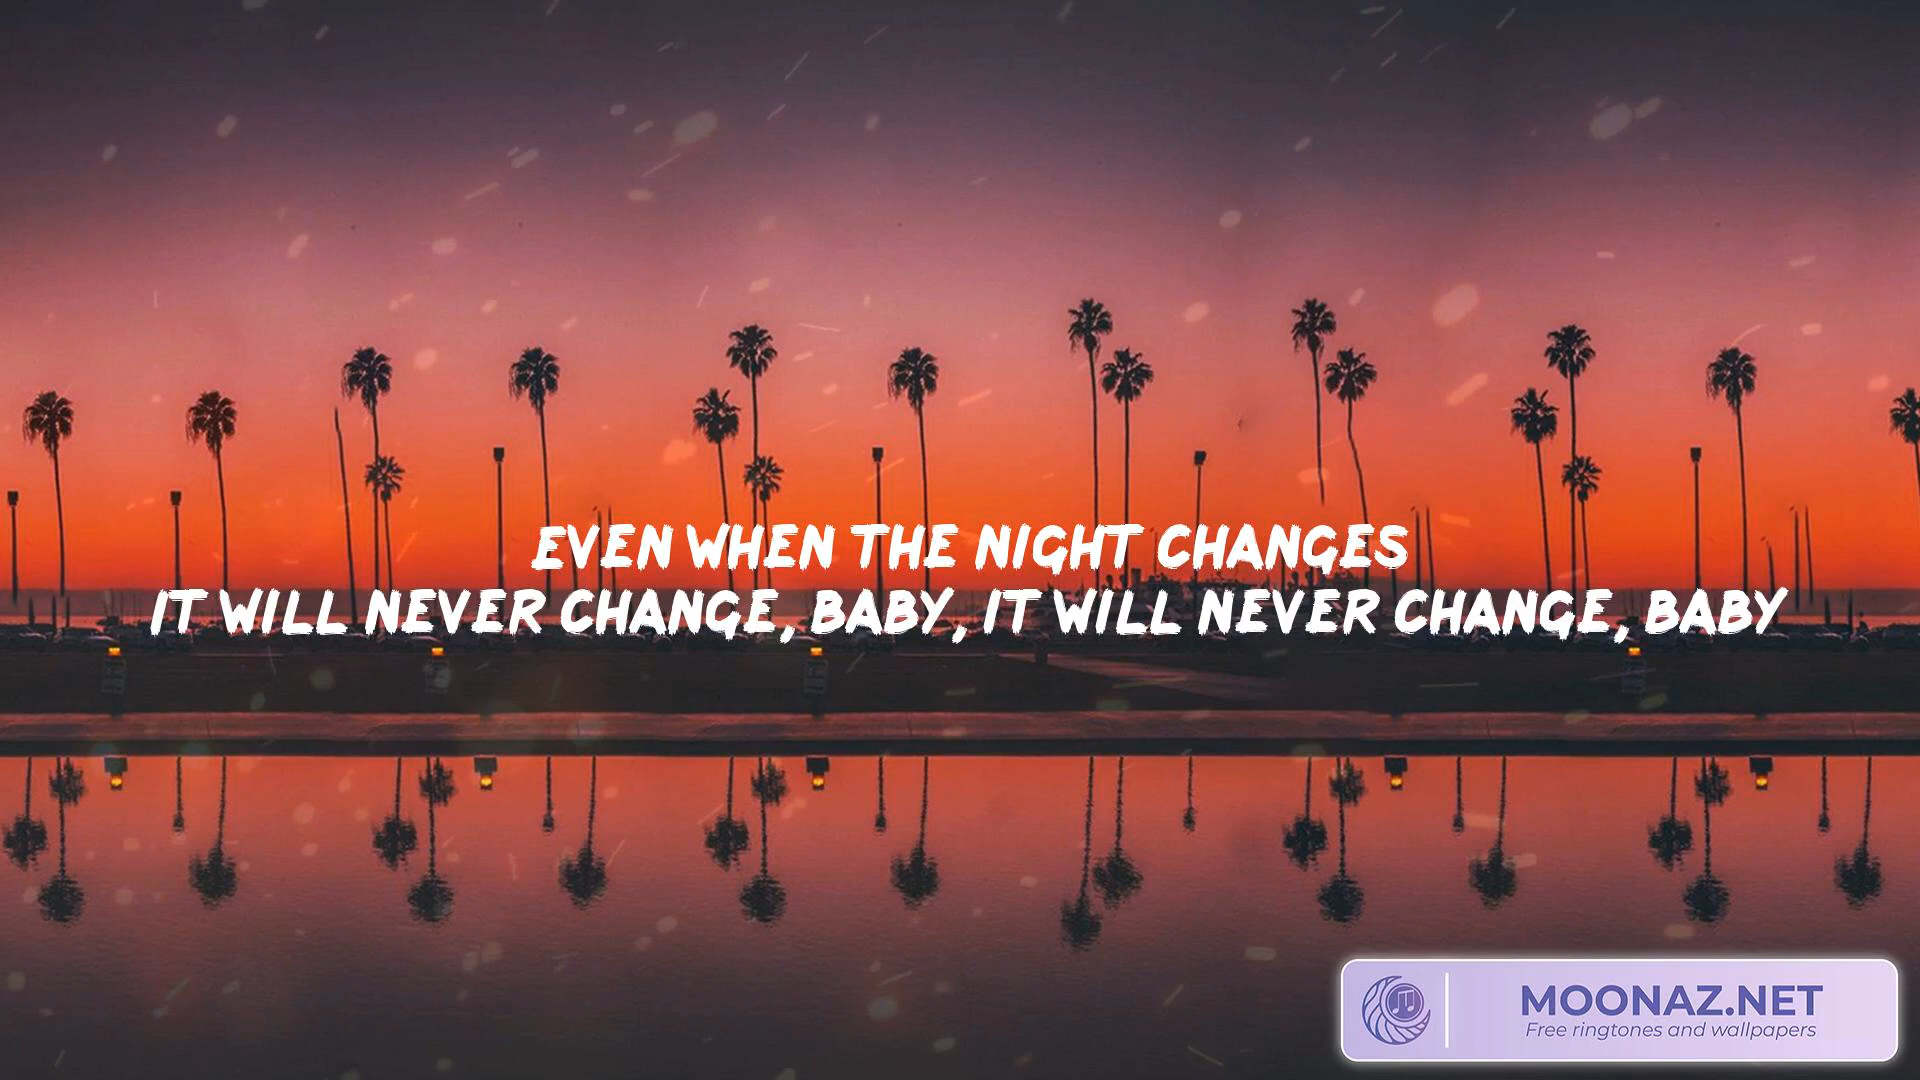 EVEN WHEN THE NIGHT CHANGES
IT WILL NEVER CHANGE, BABY, IT WILL NEVER CHANGE, BABY
MOONAZ.NET
Free ringtones and wallpapers